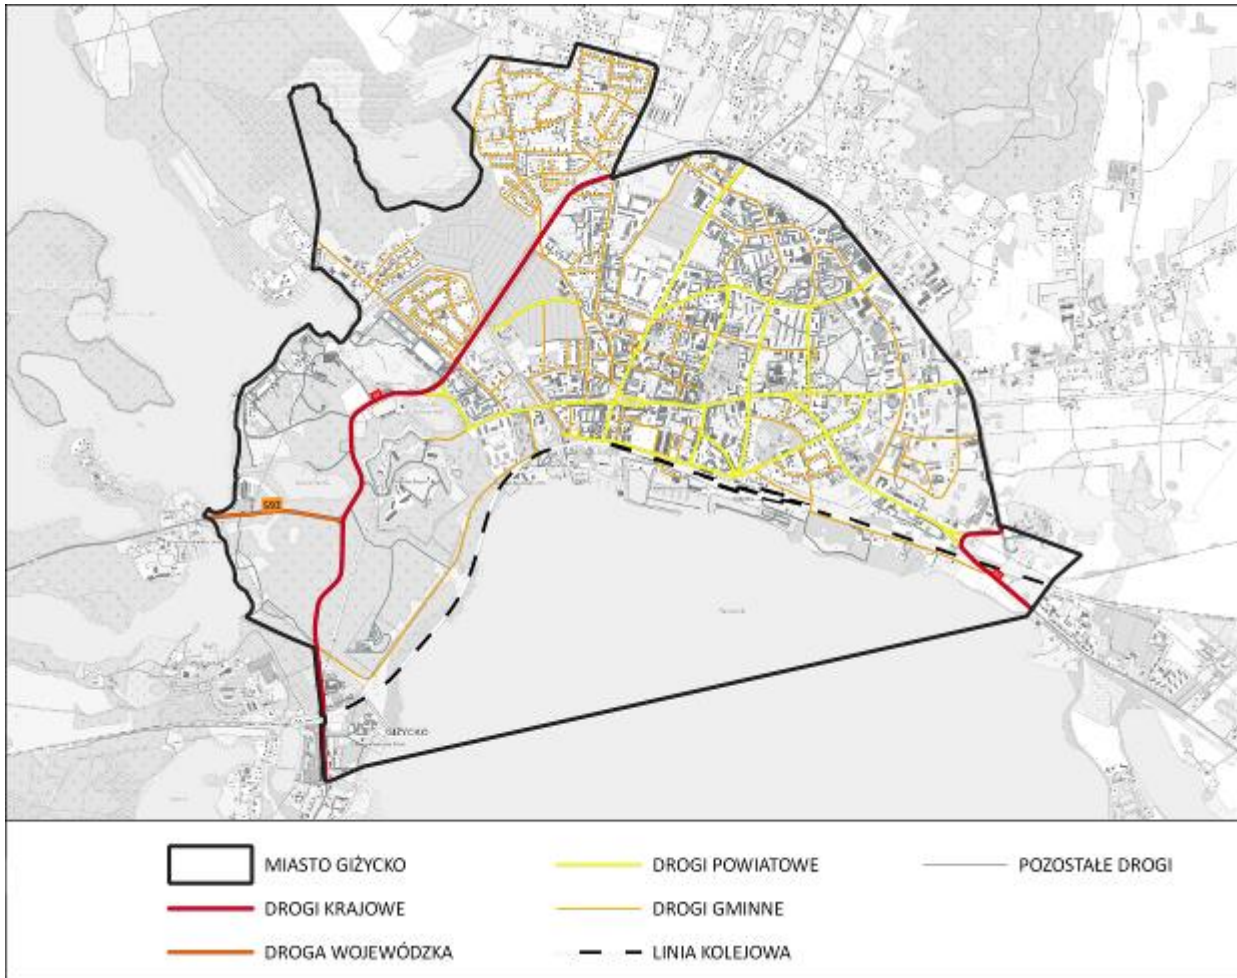 592
GIŻYCKO
MIASTO GIŻYCKO
DROGI POWIATOWE
POZOSTAŁE DROGI
DROGI KRAJOWE
DROGI GMINNE
DROGA WOJEWÓDZKA
LINIA KOLEJOWA